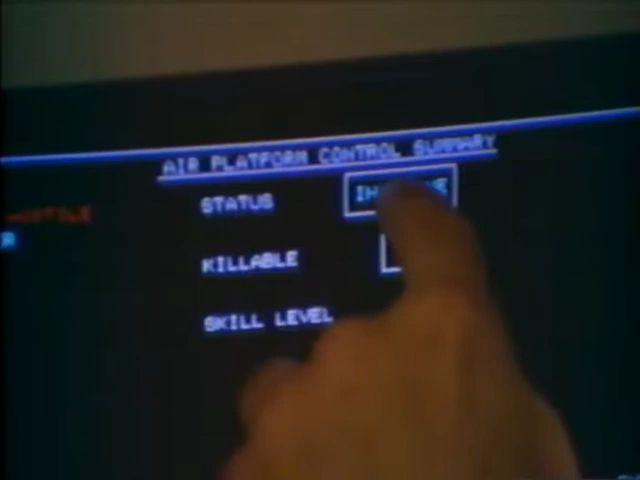 AIR PLATFORM CONTROL SUMMARY
STATUS
KILLABLE
SKILL LEVEL